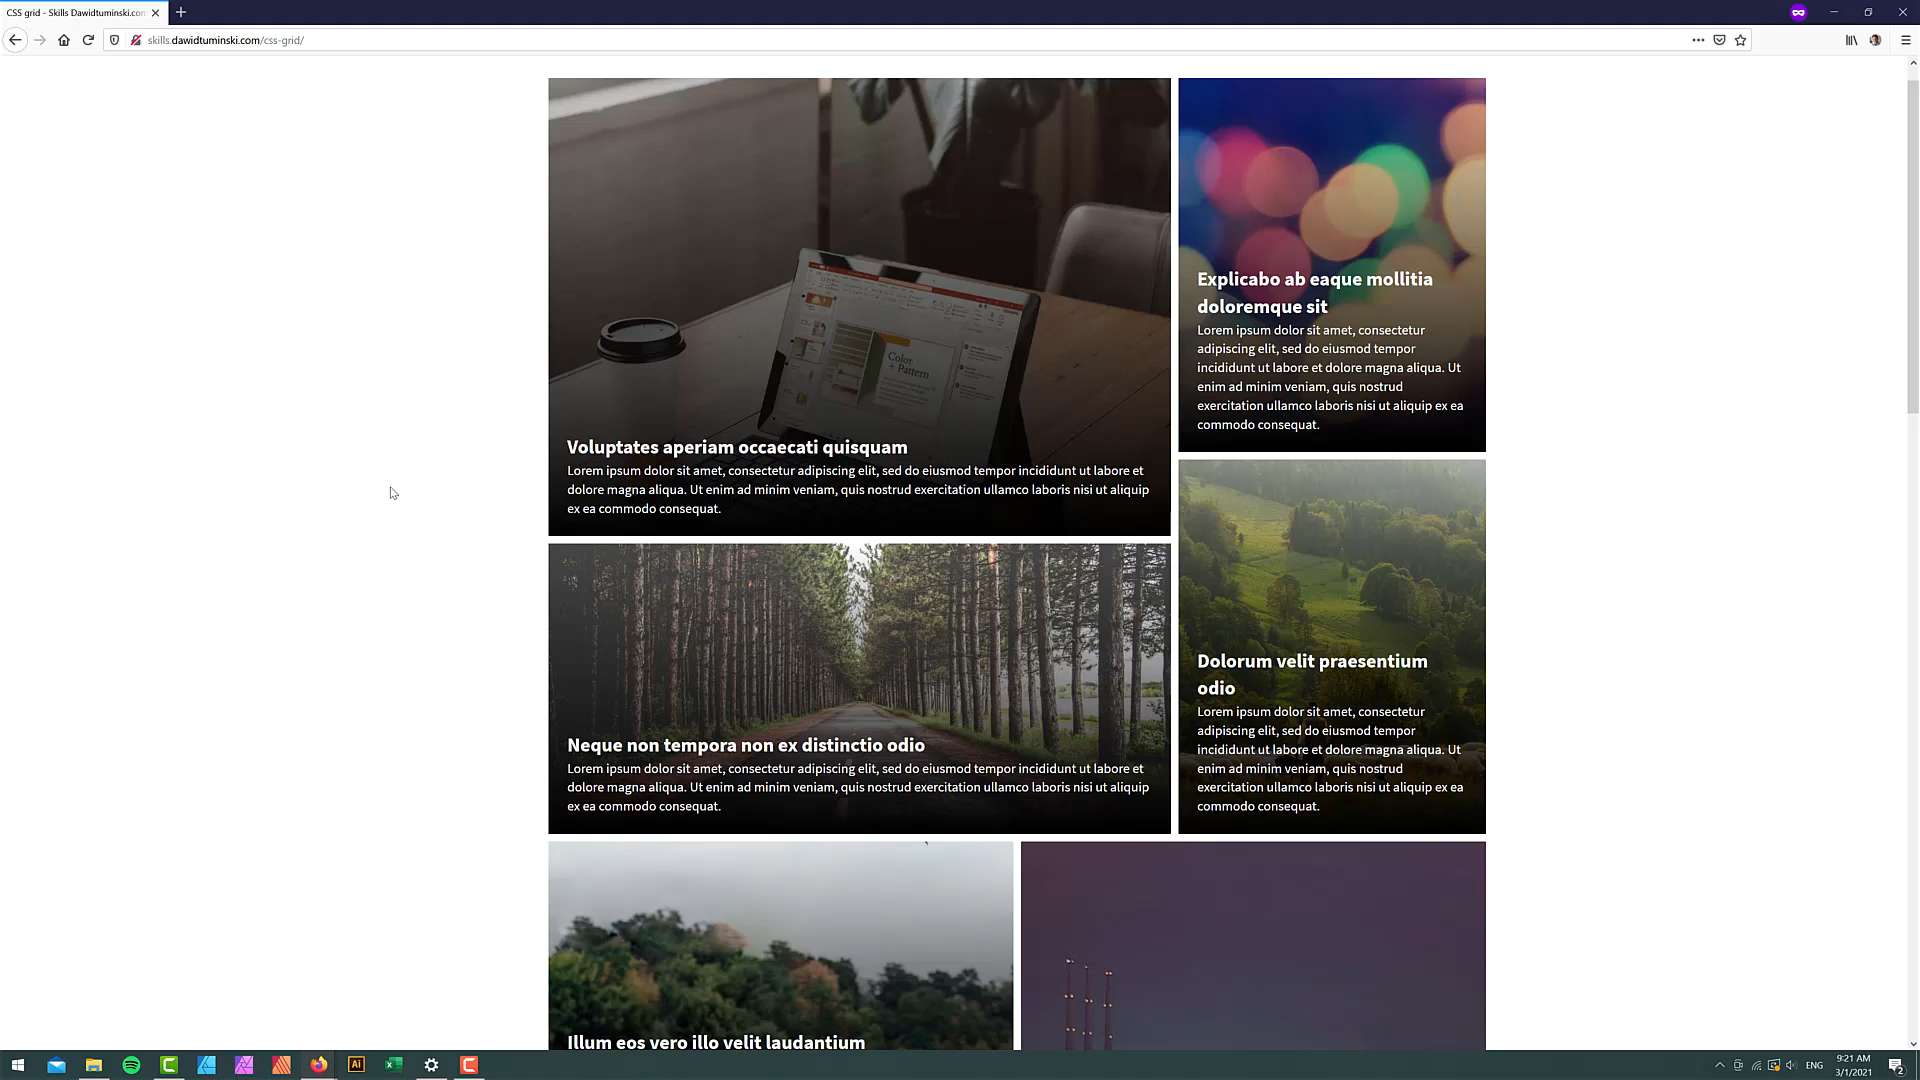 CSS grid - Skills Dawidtuminski.com
skills.dawidtuminski.com/css-grid/
Color
+ Pattern
Voluptates aperiam occaecati quisquam
Lorem ipsum dolor sit amet, consectetur adipiscing elit, sed do eiusmod tempor incididunt ut labore et
dolore magna aliqua. Ut enim ad minim veniam, quis nostrud exercitation ullamco laboris nisi ut aliquip
ex ea commodo consequat.
Explicabo ab eaque mollitia
doloremque sit
Lorem ipsum dolor sit amet, consectetur
adipiscing elit, sed do eiusmod tempor
incididunt ut labore et dolore magna aliqua. Ut
enim ad minim veniam, quis nostrud
exercitation ullamco laboris nisi ut aliquip ex ea
commodo consequat.
Neque non tempora non ex distinctio odio
Lorem ipsum dolor sit amet, consectetur adipiscing elit, sed do eiusmod tempor incididunt ut labore et
dolore magna aliqua. Ut enim ad minim veniam, quis nostrud exercitation ullamco laboris nisi ut aliquip
ex ea commodo consequat.
Dolorum velit praesentium
odio
Lorem ipsum dolor sit amet, consectetur
adipiscing elit, sed do eiusmod tempor
incididunt ut labore et dolore magna aliqua. Ut
enim ad minim veniam, quis nostrud
exercitation ullamco laboris nisi ut aliquip ex ea
commodo consequat.
Illum eos vero illo velit laudantium
Ai
ENG
9:21 AM
3/1/2021
2